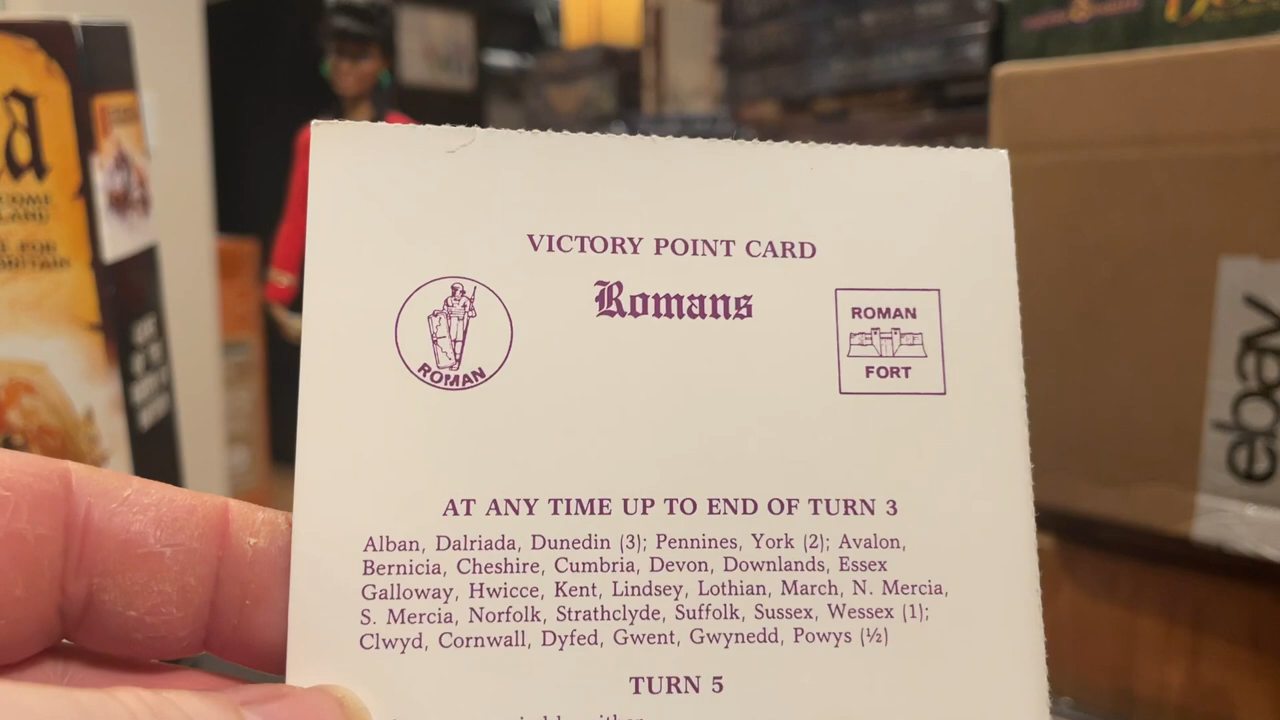 VICTORY POINT CARD
Romans
ROMAN
ROMAN
FORT
AT ANY TIME UP TO END OF TURN 3
Alban, Dalriada, Dunedin (3); Pennines, York (2); Avalon,
Bernicia, Cheshire, Cumbria, Devon, Downlands, Essex
Galloway, Hwicce, Kent, Lindsey, Lothian, March, N. Mercia,
S. Mercia, Norfolk, Strathclyde, Suffolk, Sussex, Wessex (1);
Clwyd, Cornwall, Dyfed, Gwent, Gwynedd, Powys (½)
TURN 5
ebay